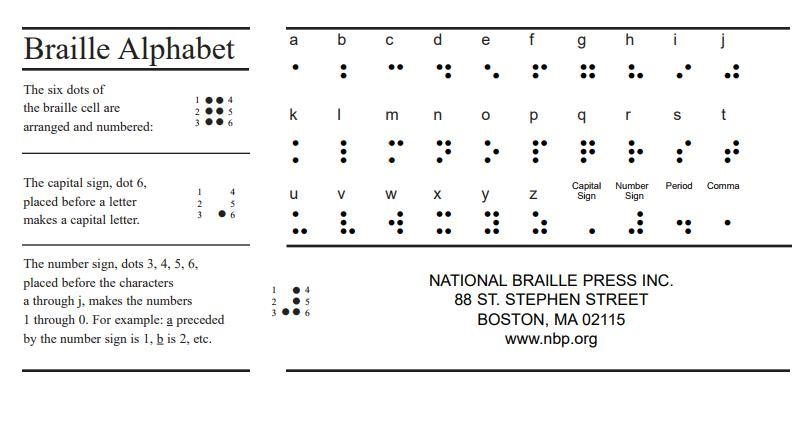 Braille Alphabet
The six dots of
the braille cell are
arranged and numbered:
1 4
2 5
3 6
The capital sign, dot 6,
placed before a letter
makes a capital letter.
1 4
2 5
3 6
The number sign, dots 3, 4, 5, 6,
placed before the characters
a through j, makes the numbers
1 through 0. For example: a preceded
by the number sign is 1, b is 2, etc.
1 4
2 5
3 6
a b c d e f g h i j
⠁ ⠃ ⠉ ⠙ ⠑ ⠋ ⠛ ⠓ ⠊ ⠚
k l m n o p q r s t
⠅ ⠇ ⠍ ⠝ ⠕ ⠏ ⠟ ⠗ ⠎ ⠞
u v w x y z Capital Sign Number Sign Period Comma
⠥ ⠧ ⠺ ⠭ ⠽ ⠵ ⠠ ⠼ ⠲ ⠂
NATIONAL BRAILLE PRESS INC.
88 ST. STEPHEN STREET
BOSTON, MA 02115
www.nbp.org